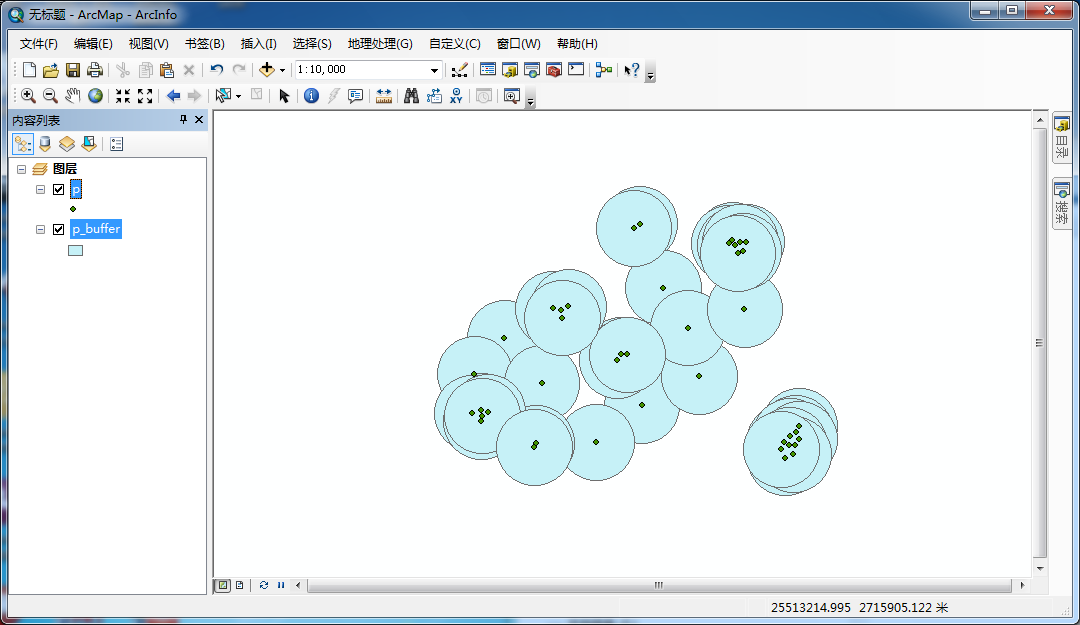 无标题 - ArcMap - ArcInfo
文件(F) 编辑(E) 视图(V) 书签(B) 插入(I) 选择(S) 地理处理(G) 自定义(C) 窗口(W) 帮助(H)
1:10,000
XY
内容列表
图层
p
p_buffer
目录
搜索
25513214.995 2715905.122 米